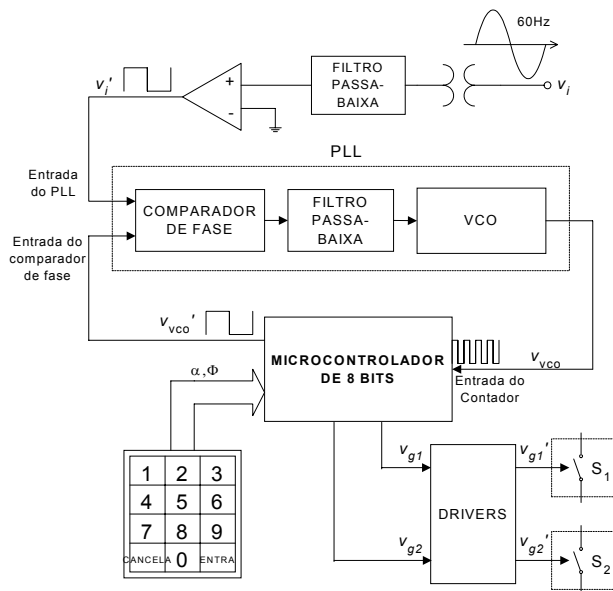 60Hz
FILTRO
PASSA-
BAIXA
v_i'
+
-
v_i
PLL
Entrada
do PLL
COMPARADOR
DE FASE
FILTRO
PASSA-
BAIXA
VCO
Entrada do
comparador
de fase
v_vco'
MICROCONTROLADOR
DE 8 BITS
v_vco
Entrada do
Contador
α,Φ
1 2 3
4 5 6
7 8 9
CANCELA 0 ENTRA
v_g1
v_g2
DRIVERS
v_g1'
S_1
v_g2'
S_2